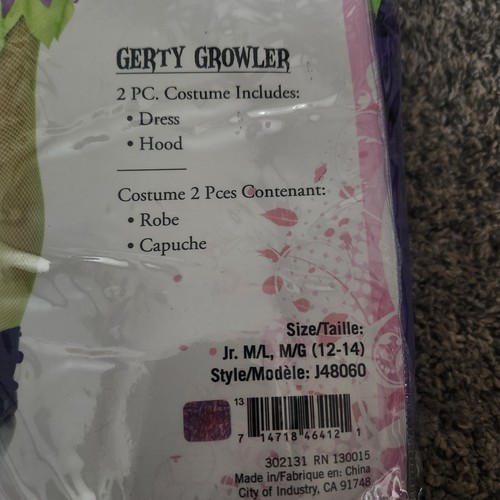 GERTY GROWLER
2 PC. Costume Includes:
• Dress
• Hood
Costume 2 Pces Contenant:
• Robe
• Capuche
Size/Taille:
Jr. M/L, M/G (12-14)
Style/Modèle: J48060
13
7 14718 46412 1
302131 RN 130015
Made in/Fabrique en: China
City of Industry, CA 91748